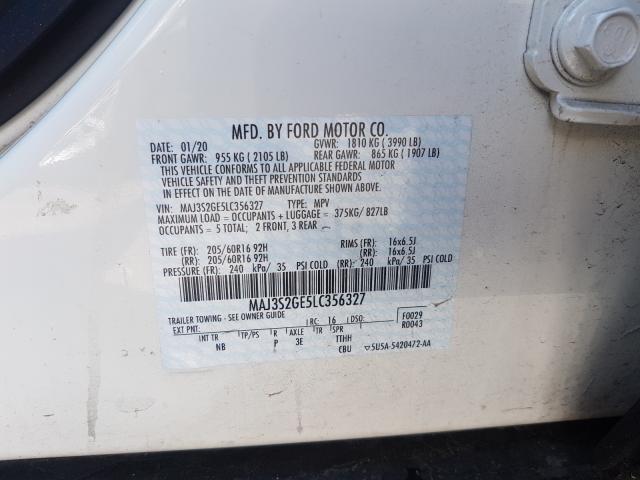 MFD. BY FORD MOTOR CO.
DATE: 01/20 GVWR: 1810 KG ( 3990 LB)
FRONT GAWR: 955 KG ( 2105 LB) REAR GAWR: 865 KG ( 1907 LB)
THIS VEHICLE CONFORMS TO ALL APPLICABLE FEDERAL MOTOR
VEHICLE SAFETY AND THEFT PREVENTION STANDARDS
IN EFFECT ON THE DATE OF MANUFACTURE SHOWN ABOVE.
VIN: MAJ3S2GE5LC356327 TYPE: MPV
MAXIMUM LOAD = OCCUPANTS + LUGGAGE = 375KG/ 827LB
OCCUPANTS = 5 TOTAL; 2 FRONT, 3 REAR
TIRE (FR): 205/60R16 92H RIMS (FR): 16x6.5J
(RR): 205/60R16 92H (RR): 16x6.5J
PRESSURE (FR): 240 kPa/ 35 PSI COLD (RR): 240 kPa/ 35 PSI COLD
MAJ3S2GE5LC356327
TRAILER TOWING - SEE OWNER GUIDE F0029
EXT PNT: RC: 16 DSO: R0043
INT TR TP/PS R AXLE TR SPR
NB P 3E TTHH
CBU ▽5U5A-5420472-AA